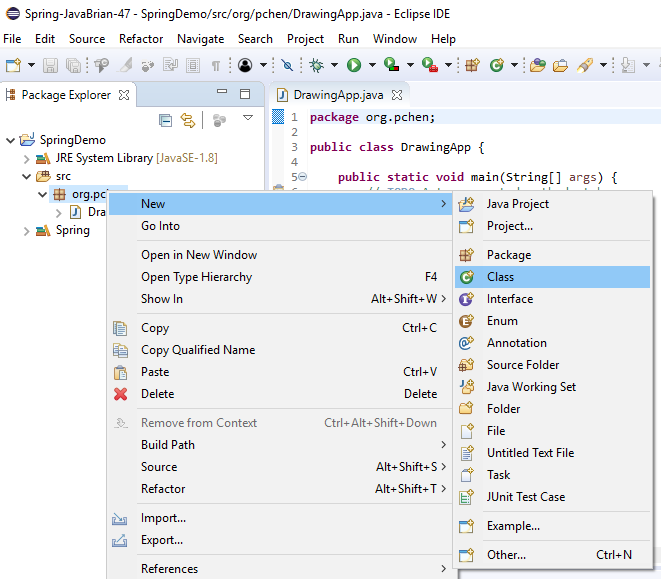 Spring-JavaBrian-47 - SpringDemo/src/org/pchen/DrawingApp.java - Eclipse IDE
File Edit Source Refactor Navigate Search Project Run Window Help
Package Explorer
DrawingApp.java
SpringDemo
JRE System Library [JavaSE-1.8]
src
org.pc
Dra
Spring
1 package org.pchen;
2
3 public class DrawingApp {
4
5 public static void main(String[] args) {
New
Go Into
Open in New Window
Open Type Hierarchy F4
Show In Alt+Shift+W
Copy Ctrl+C
Copy Qualified Name
Paste Ctrl+V
Delete Delete
Remove from Context Ctrl+Alt+Shift+Down
Build Path
Source Alt+Shift+S
Refactor Alt+Shift+T
Import...
Export...
References
Java Project
Project...
Package
Class
Interface
Enum
Annotation
Source Folder
Java Working Set
Folder
File
Untitled Text File
Task
JUnit Test Case
Example...
Other... Ctrl+N